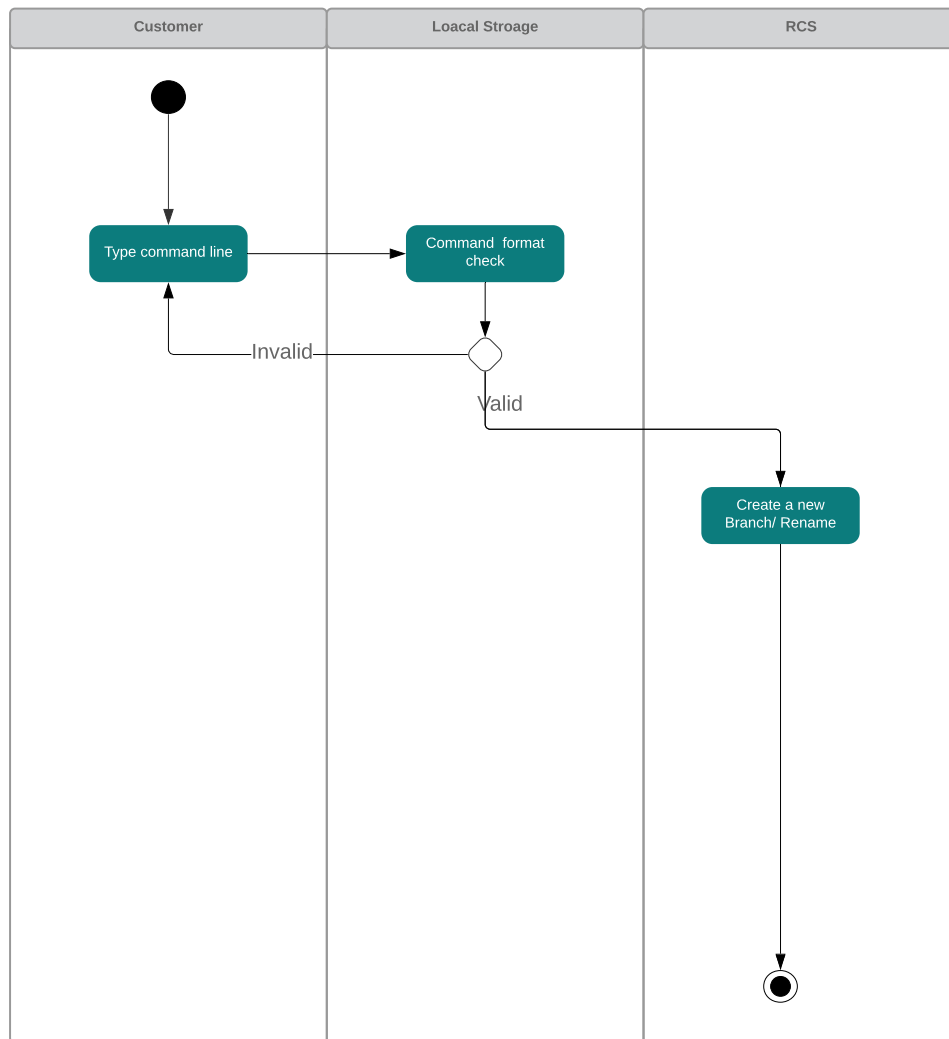 Customer
Loacal Stroage
RCS
Type command line
Command  format
check
Invalid
Valid
Create a new
Branch/ Rename